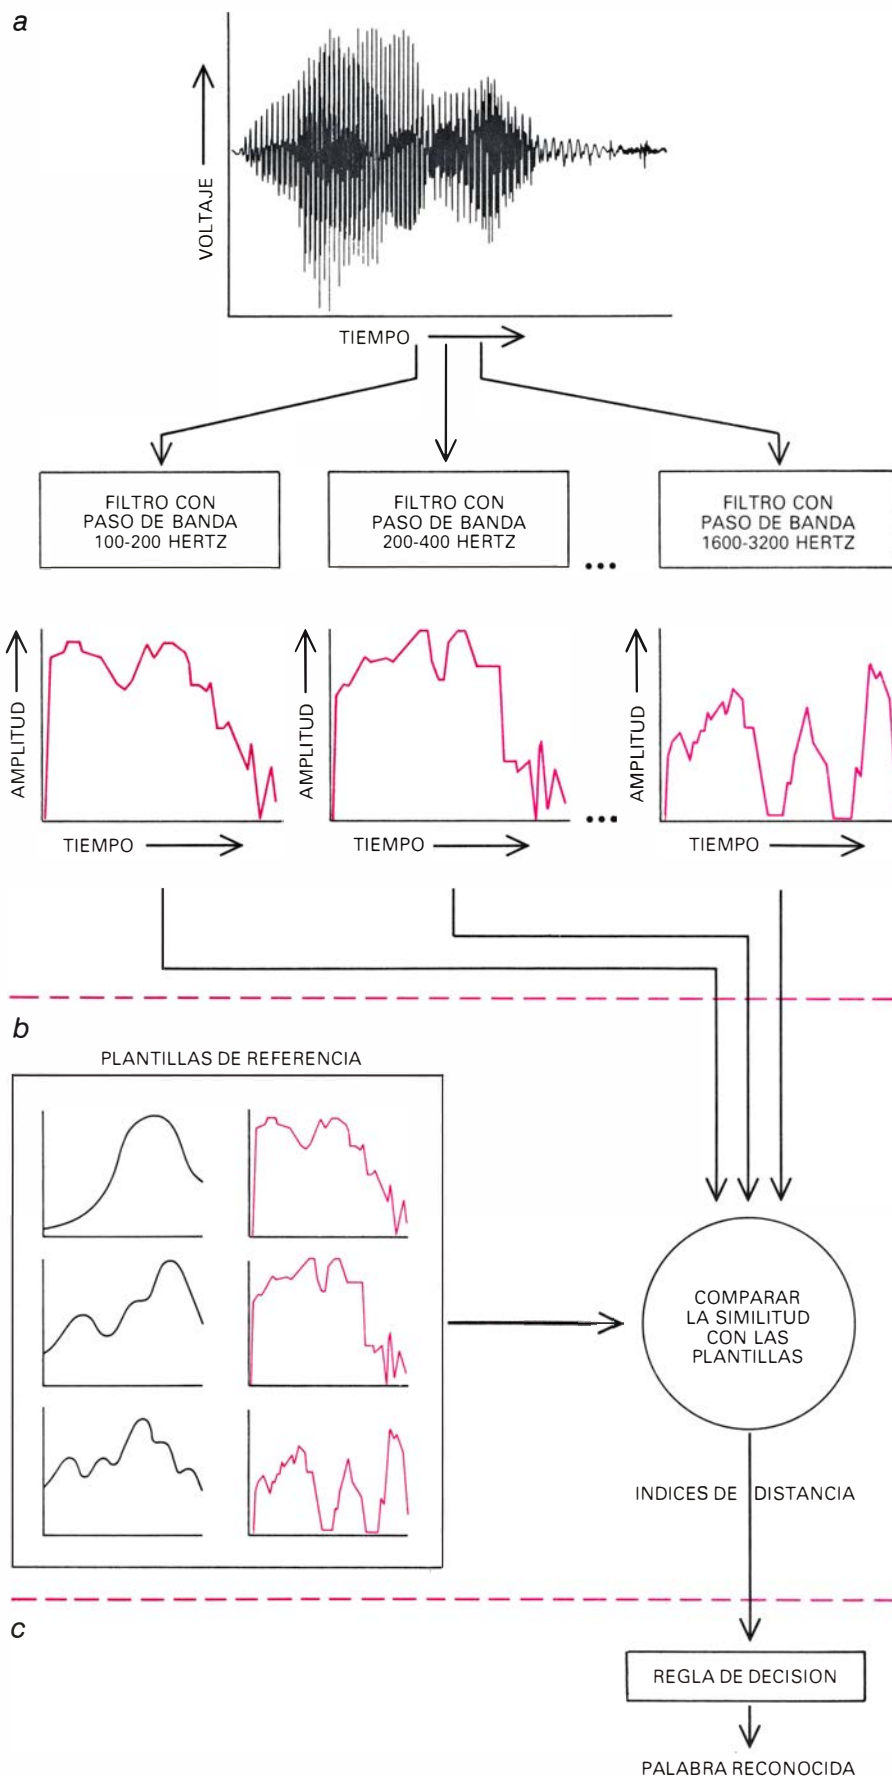 a
VOLTAJE
TIEMPO
FILTRO CON
PASO DE BANDA
100-200 HERTZ
FILTRO CON
PASO DE BANDA
200-400 HERTZ
...
FILTRO CON
PASO DE BANDA
1600-3200 HERTZ
AMPLITUD
TIEMPO
AMPLITUD
TIEMPO
...
AMPLITUD
TIEMPO
b
PLANTILLAS DE REFERENCIA
COMPARAR
LA SIMILITUD
CON LAS
PLANTILLAS
INDICES DE DISTANCIA
c
REGLA DE DECISION
PALABRA RECONOCIDA